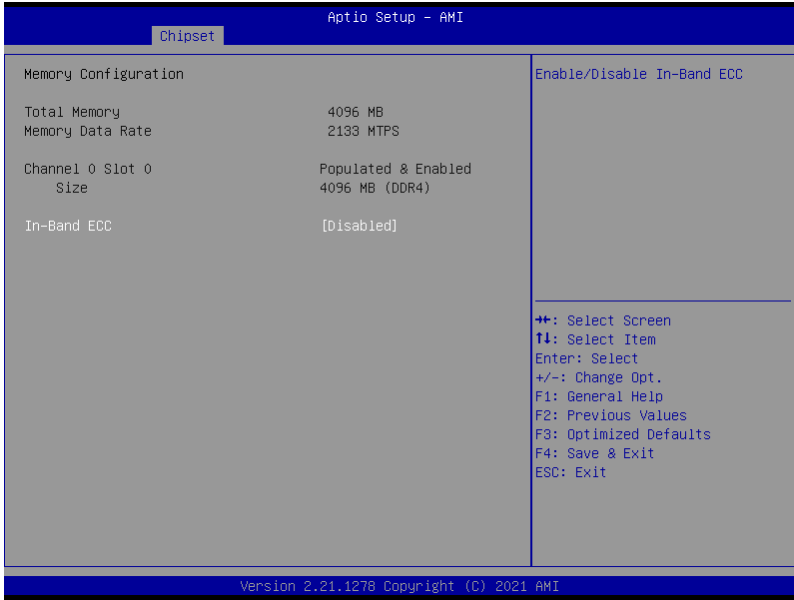 Aptio Setup - AMI
Chipset
Memory Configuration
Total Memory 4096 MB
Memory Data Rate 2133 MTPS
Channel 0 Slot 0 Populated & Enabled
Size 4096 MB (DDR4)
In-Band ECC [Disabled]
Enable/Disable In-Band ECC
→←: Select Screen
↑↓: Select Item
Enter: Select
+/-: Change Opt.
F1: General Help
F2: Previous Values
F3: Optimized Defaults
F4: Save & Exit
ESC: Exit
Version 2.21.1278 Copyright (C) 2021 AMI